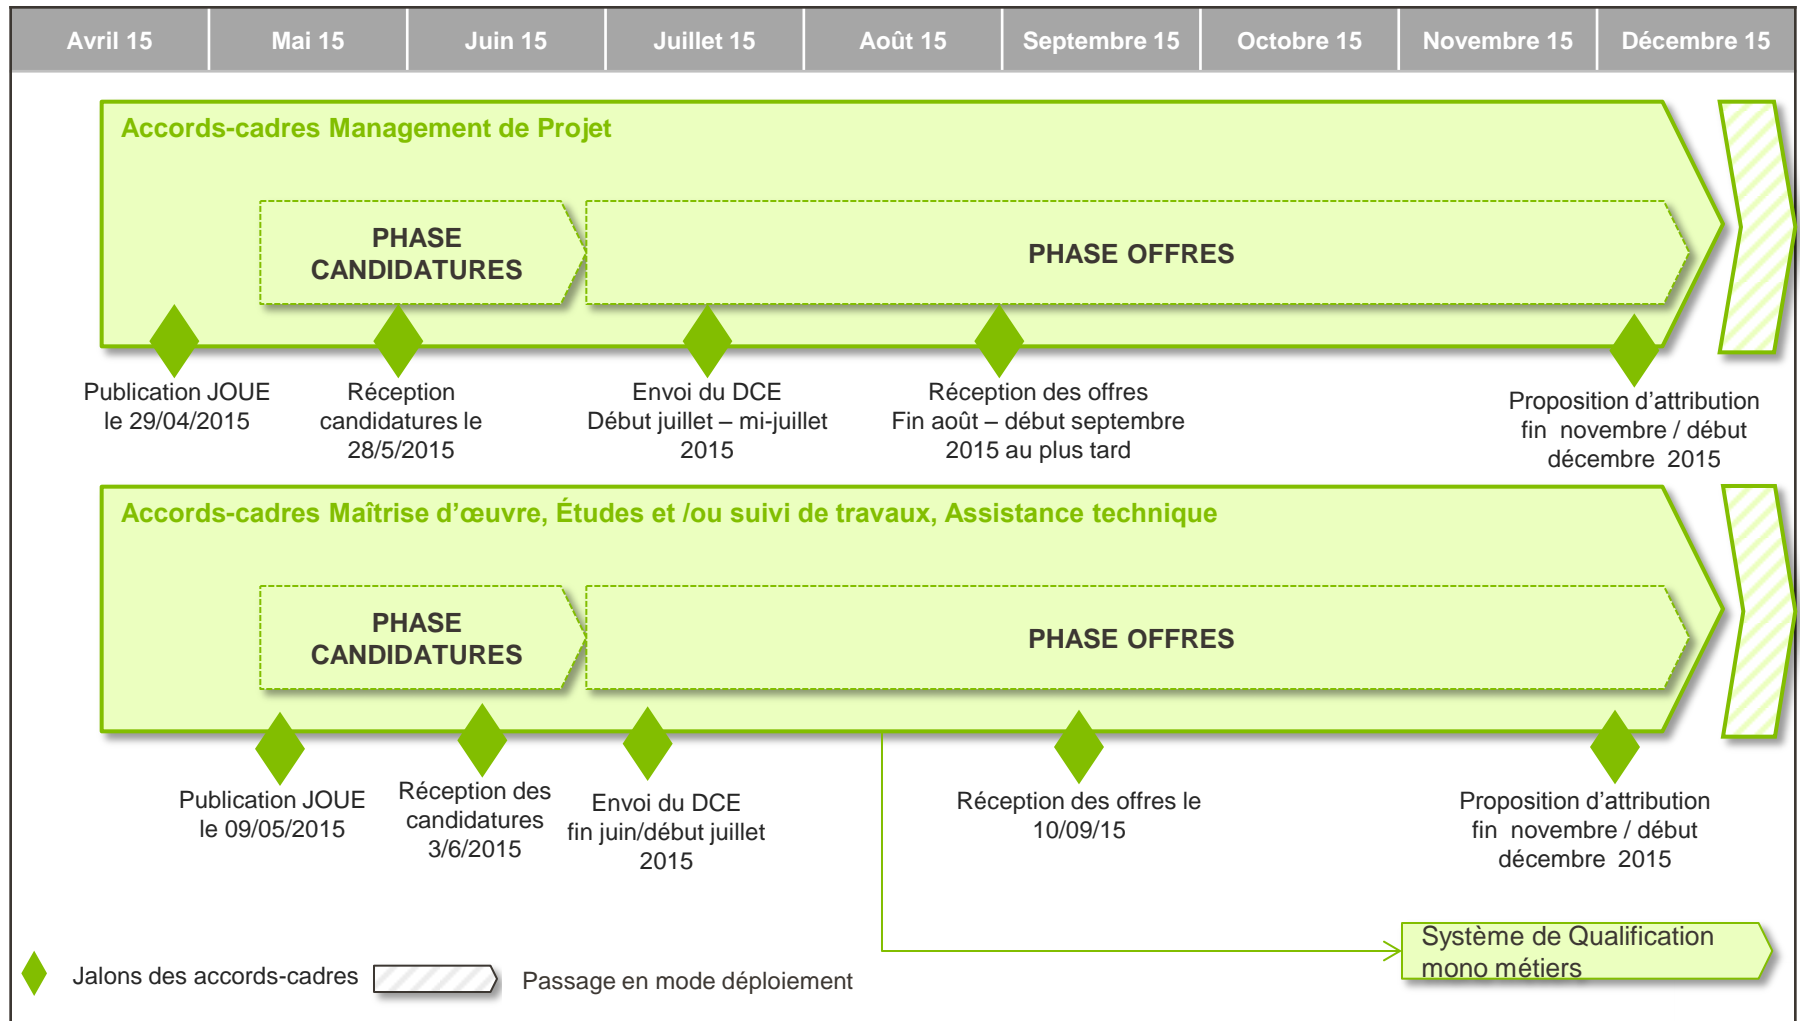 Avril 15
Mai 15
Juin 15
Juillet 15
Août 15
Septembre 15
Octobre 15
Novembre 15
Décembre 15
Accords-cadres Management de Projet
PHASE
CANDIDATURES
PHASE OFFRES
Publication JOUE
le 29/04/2015
Réception
candidatures le
28/5/2015
Envoi du DCE
Début juillet – mi-juillet
2015
Réception des offres
Fin août – début septembre
2015 au plus tard
Proposition d’attribution
fin novembre / début
décembre 2015
Accords-cadres Maîtrise d’œuvre, Études et /ou suivi de travaux, Assistance technique
PHASE
CANDIDATURES
PHASE OFFRES
Publication JOUE
le 09/05/2015
Réception des
candidatures
3/6/2015
Envoi du DCE
fin juin/début juillet
2015
Réception des offres le
10/09/15
Proposition d’attribution
fin novembre / début
décembre 2015
Système de Qualification
mono métiers
Jalons des accords-cadres
Passage en mode déploiement